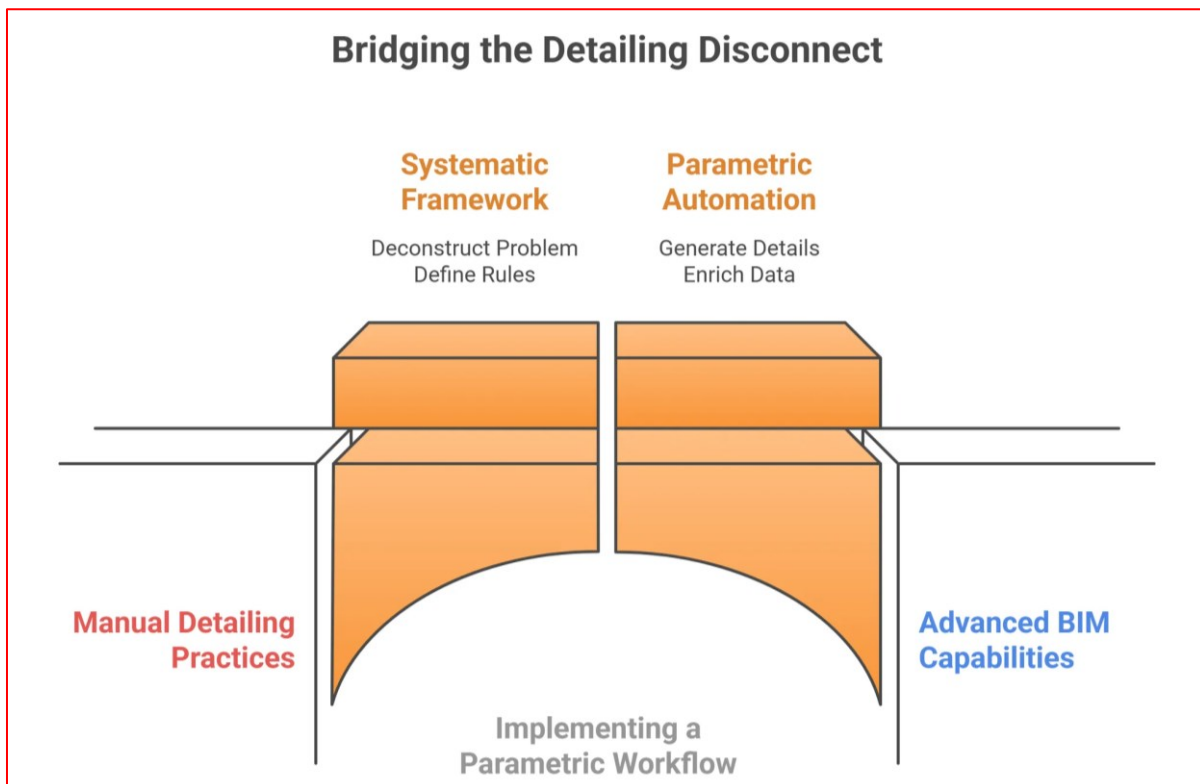 Bridging the Detailing Disconnect
Systematic
Framework
Deconstruct Problem
Define Rules
Parametric
Automation
Generate Details
Enrich Data
Manual Detailing
Practices
Advanced BIM
Capabilities
Implementing a
Parametric Workflow